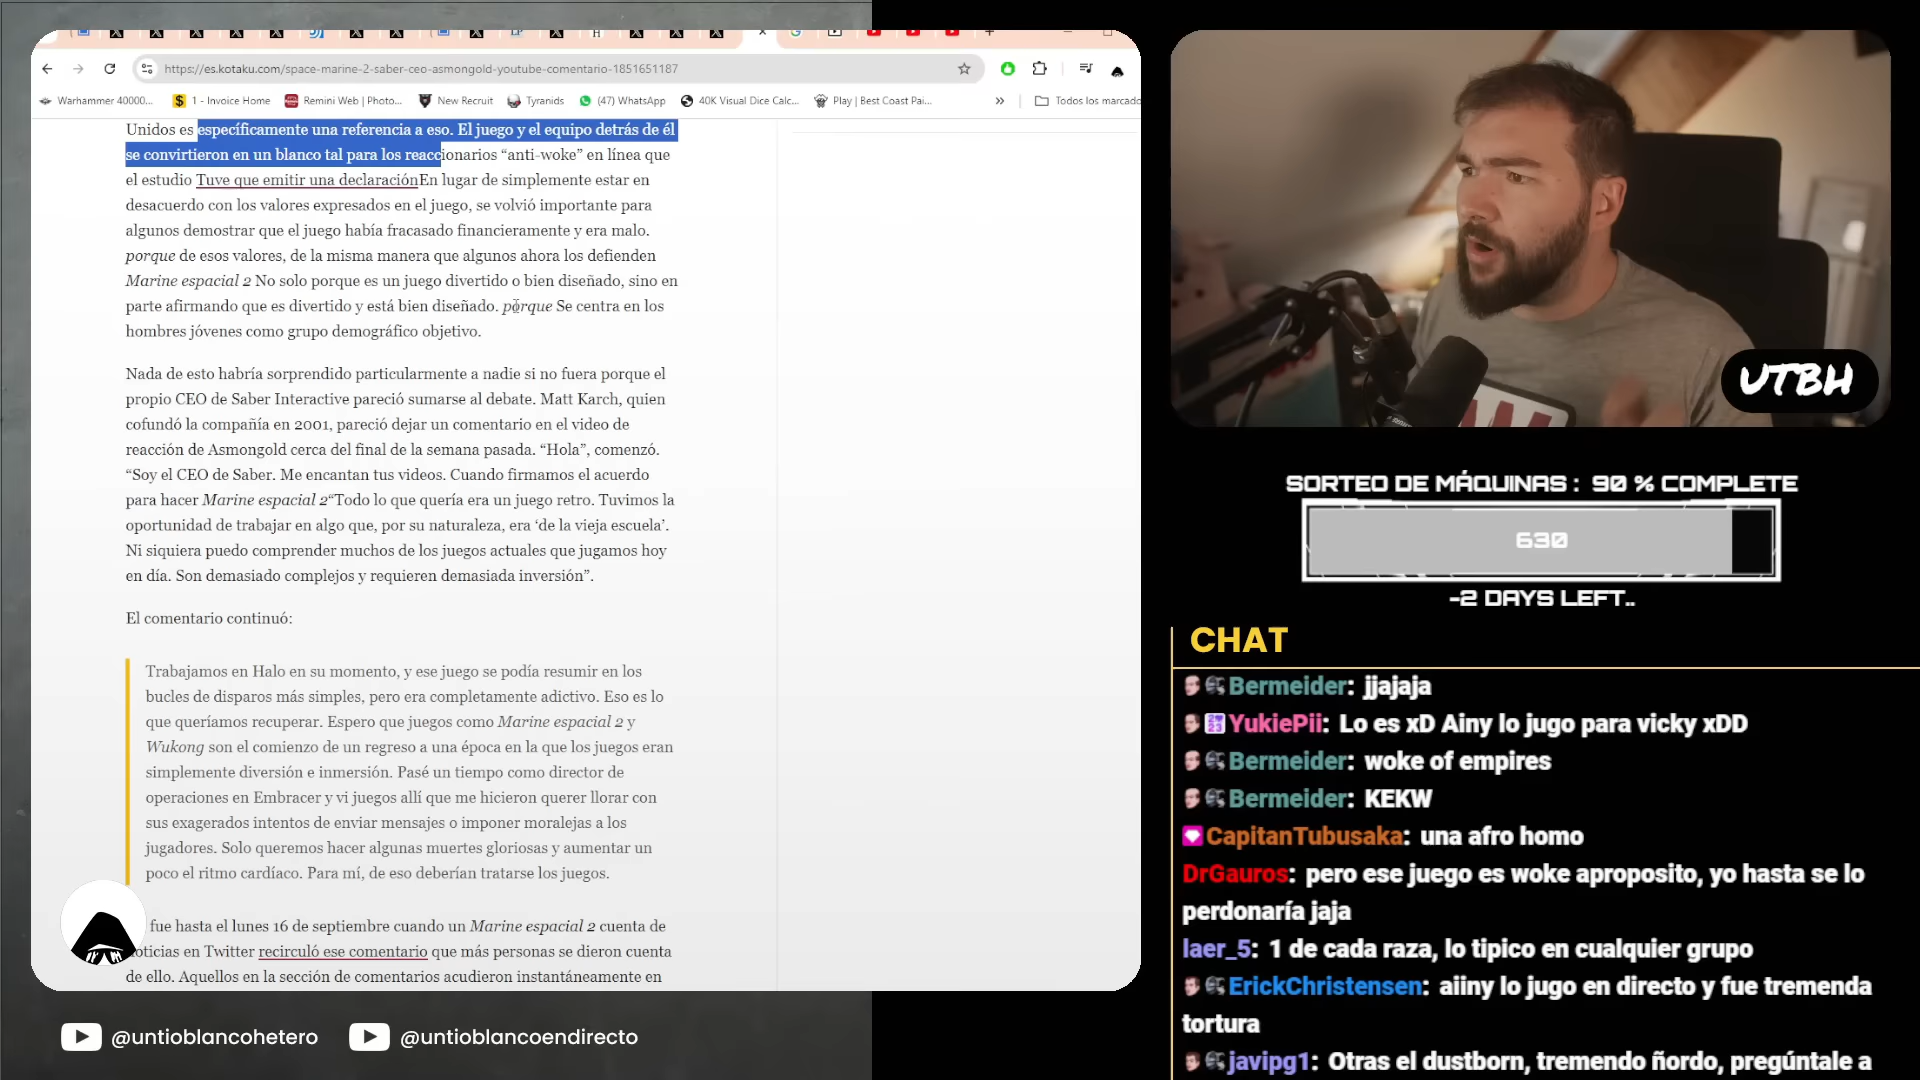 https://es.kotaku.com/space-marine-2-saber-ceo-asmongold-youtube-comentario-1851651187
Warhammer 40000...
1 - Invoice Home
Remini Web | Photo...
New Recruit
Tyranids
(47) WhatsApp
40K Visual Dice Calc...
Play | Best Coast Pai...
»
Todos los marcado
Unidos es específicamente una referencia a eso. El juego y el equipo detrás de él
se convirtieron en un blanco tal para los reaccionarios “anti-woke” en línea que
el estudio Tuve que emitir una declaraciónEn lugar de simplemente estar en
desacuerdo con los valores expresados en el juego, se volvió importante para
algunos demostrar que el juego había fracasado financieramente y era malo.
porque de esos valores, de la misma manera que algunos ahora los defienden
Marine espacial 2 No solo porque es un juego divertido o bien diseñado, sino en
parte afirmando que es divertido y está bien diseñado. porque Se centra en los
hombres jóvenes como grupo demográfico objetivo.
Nada de esto habría sorprendido particularmente a nadie si no fuera porque el
propio CEO de Saber Interactive pareció sumarse al debate. Matt Karch, quien
cofundó la compañía en 2001, pareció dejar un comentario en el video de
reacción de Asmongold cerca del final de la semana pasada. “Hola”, comenzó.
“Soy el CEO de Saber. Me encantan tus videos. Cuando firmamos el acuerdo
para hacer Marine espacial 2“Todo lo que quería era un juego retro. Tuvimos la
oportunidad de trabajar en algo que, por su naturaleza, era ‘de la vieja escuela’.
Ni siquiera puedo comprender muchos de los juegos actuales que jugamos hoy
en día. Son demasiado complejos y requieren demasiada inversión”.
El comentario continuó:
Trabajamos en Halo en su momento, y ese juego se podía resumir en los
bucles de disparos más simples, pero era completamente adictivo. Eso es lo
que queríamos recuperar. Espero que juegos como Marine espacial 2 y
Wukong son el comienzo de un regreso a una época en la que los juegos eran
simplemente diversión e inmersión. Pasé un tiempo como director de
operaciones en Embracer y vi juegos allí que me hicieron querer llorar con
sus exagerados intentos de enviar mensajes o imponer moralejas a los
jugadores. Solo queremos hacer algunas muertes gloriosas y aumentar un
poco el ritmo cardíaco. Para mí, de eso deberían tratarse los juegos.
fue hasta el lunes 16 de septiembre cuando un Marine espacial 2 cuenta de
noticias en Twitter recirculó ese comentario que más personas se dieron cuenta
de ello. Aquellos en la sección de comentarios acudieron instantáneamente en
@untioblancohetero
@untioblancoendirecto
UTBH
SORTEO DE MÁQUINAS : 90 % COMPLETE
630
-2 DAYS LEFT..
CHAT
Bermeider: jjajaja
YukiePii: Lo es xD Ainy lo jugo para vicky xDD
Bermeider: woke of empires
Bermeider: KEKW
CapitanTubusaka: una afro homo
DrGauros: pero ese juego es woke aproposito, yo hasta se lo
perdonaría jaja
laer_5: 1 de cada raza, lo tipico en cualquier grupo
ErickChristensen: aiiny lo jugo en directo y fue tremenda
tortura
javipg1: Otras el dustborn, tremendo ñordo, pregúntale a